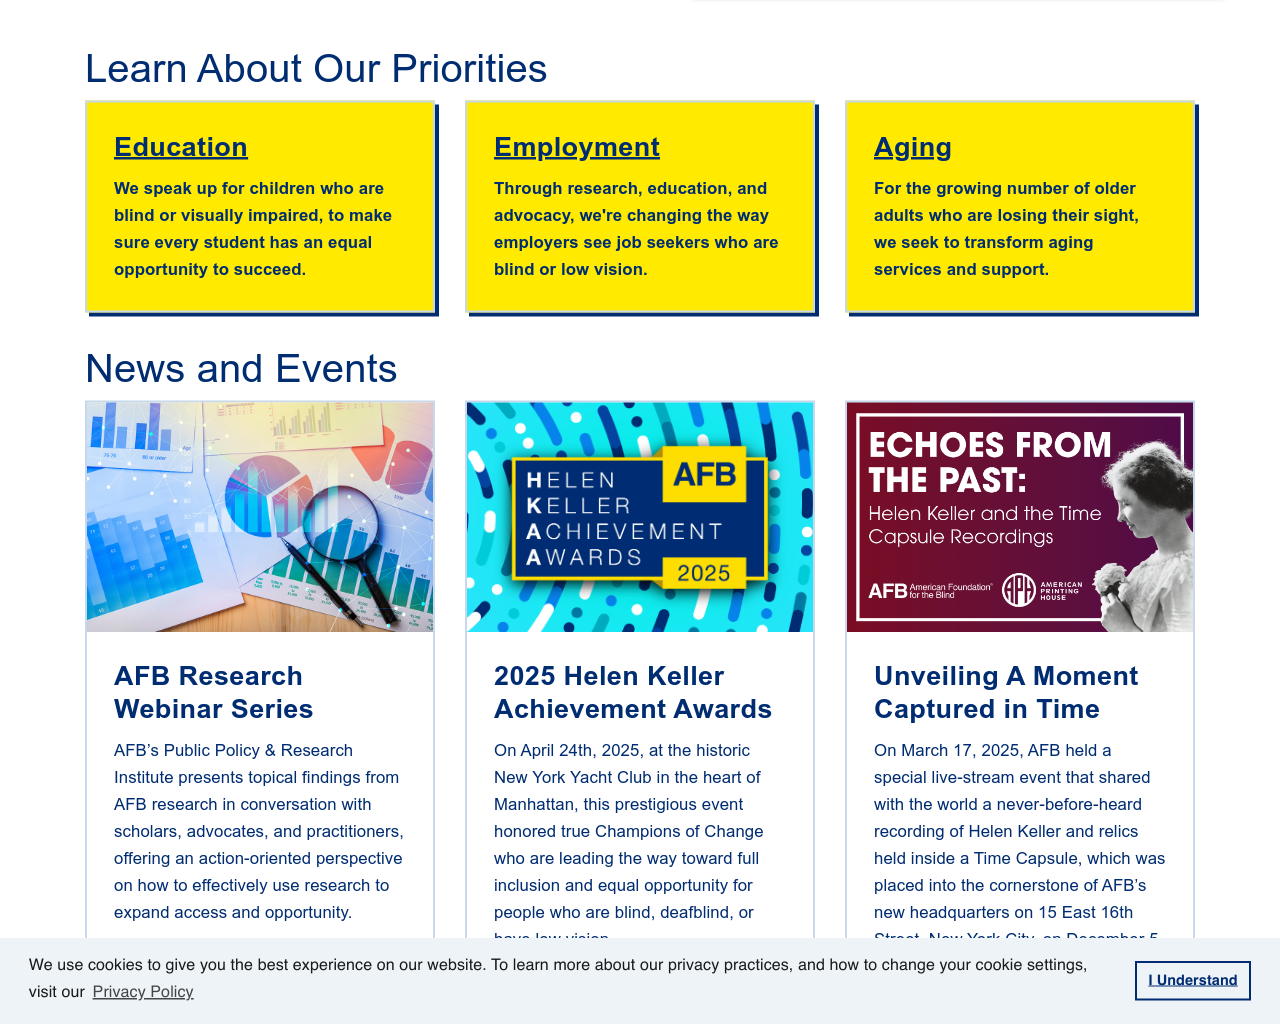 Learn About Our Priorities
Education
We speak up for children who are
blind or visually impaired, to make
sure every student has an equal
opportunity to succeed.
Employment
Through research, education, and
advocacy, we're changing the way
employers see job seekers who are
blind or low vision.
Aging
For the growing number of older
adults who are losing their sight,
we seek to transform aging
services and support.
News and Events
AFB Research
Webinar Series
AFB’s Public Policy & Research
Institute presents topical findings from
AFB research in conversation with
scholars, advocates, and practitioners,
offering an action-oriented perspective
on how to effectively use research to
expand access and opportunity.
AFB
HELEN
KELLER
ACHIEVEMENT
AWARDS
2025
2025 Helen Keller
Achievement Awards
On April 24th, 2025, at the historic
New York Yacht Club in the heart of
Manhattan, this prestigious event
honored true Champions of Change
who are leading the way toward full
inclusion and equal opportunity for
people who are blind, deafblind, or
have low vision.
ECHOES FROM
THE PAST:
Helen Keller and the Time
Capsule Recordings
AFB American Foundation®
for the Blind
APH AMERICAN
PRINTING
HOUSE
Unveiling A Moment
Captured in Time
On March 17, 2025, AFB held a
special live-stream event that shared
with the world a never-before-heard
recording of Helen Keller and relics
held inside a Time Capsule, which was
placed into the cornerstone of AFB’s
new headquarters on 15 East 16th
Street, New York City, on December 5,
We use cookies to give you the best experience on our website. To learn more about our privacy practices, and how to change your cookie settings,
visit our Privacy Policy
I Understand